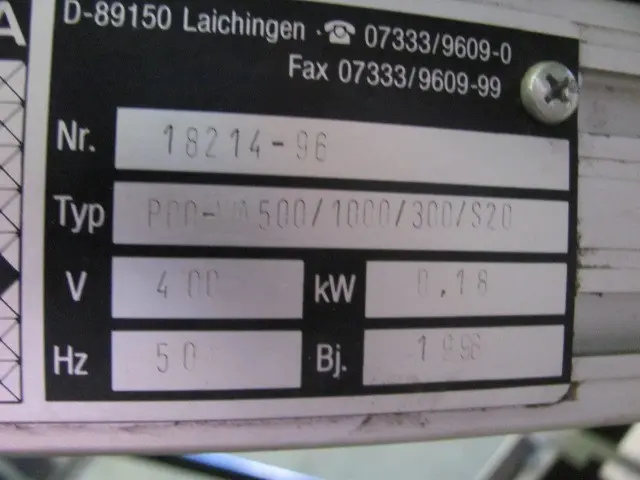 A
D-89150 Laichingen · ☎ 07333/9609-0
Fax 07333/9609-99
Nr. 18214-96
Typ 500/1000/300/S20
V 400 kW 0,18
Hz 50 Bj. 1996